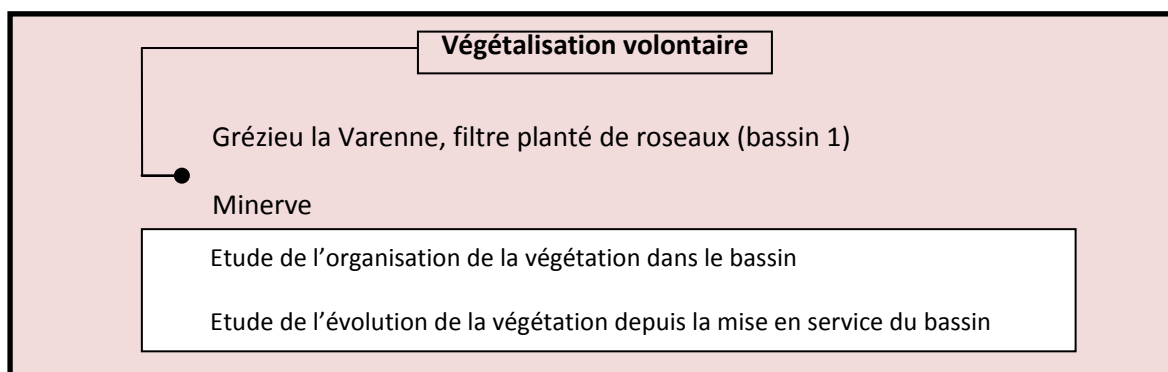 Végétalisation volontaire
Grézieu la Varenne, filtre planté de roseaux (bassin 1)
Minerve
Etude de l’organisation de la végétation dans le bassin
Etude de l’évolution de la végétation depuis la mise en service du bassin